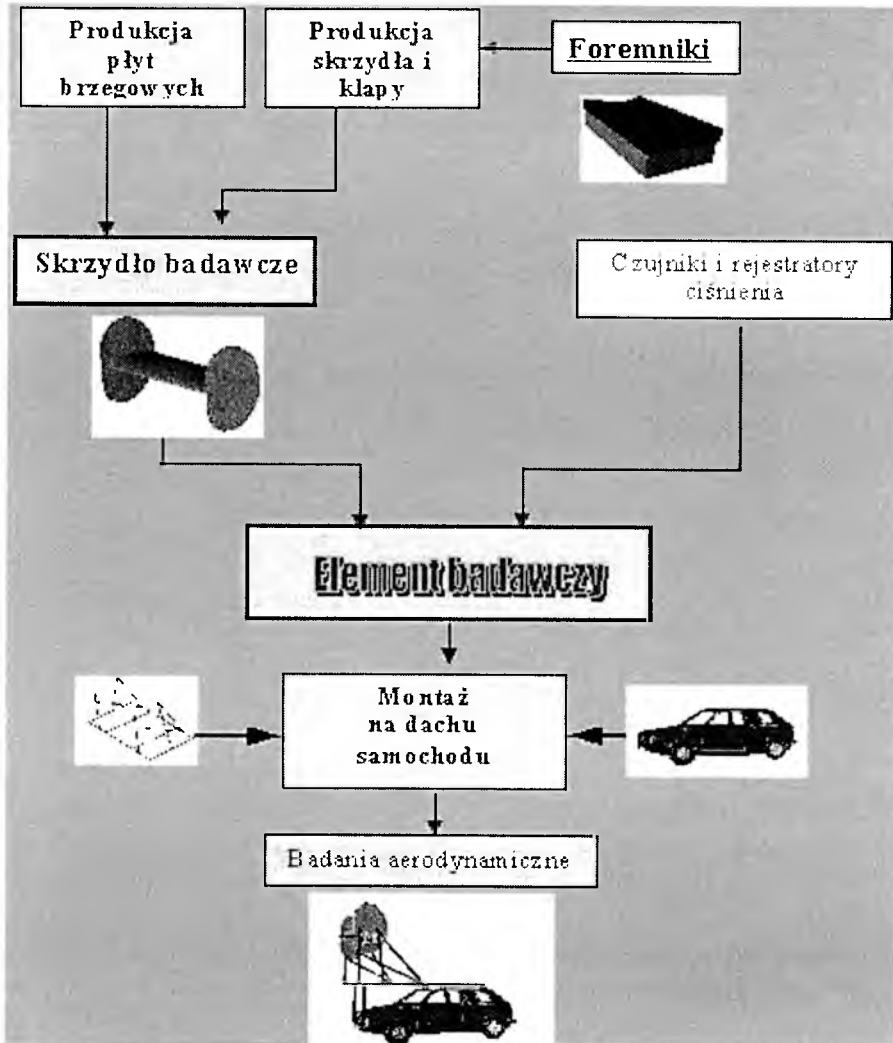 Produkcja
płyt
brzegowych
Produkcja
skrzydła i
klapy
Foremniki
Skrzydło badawcze
Czujniki i rejestratory
ciśnienia
Element badawczy
Montaż
na dachu
samochodu
Badania aerodynamiczne